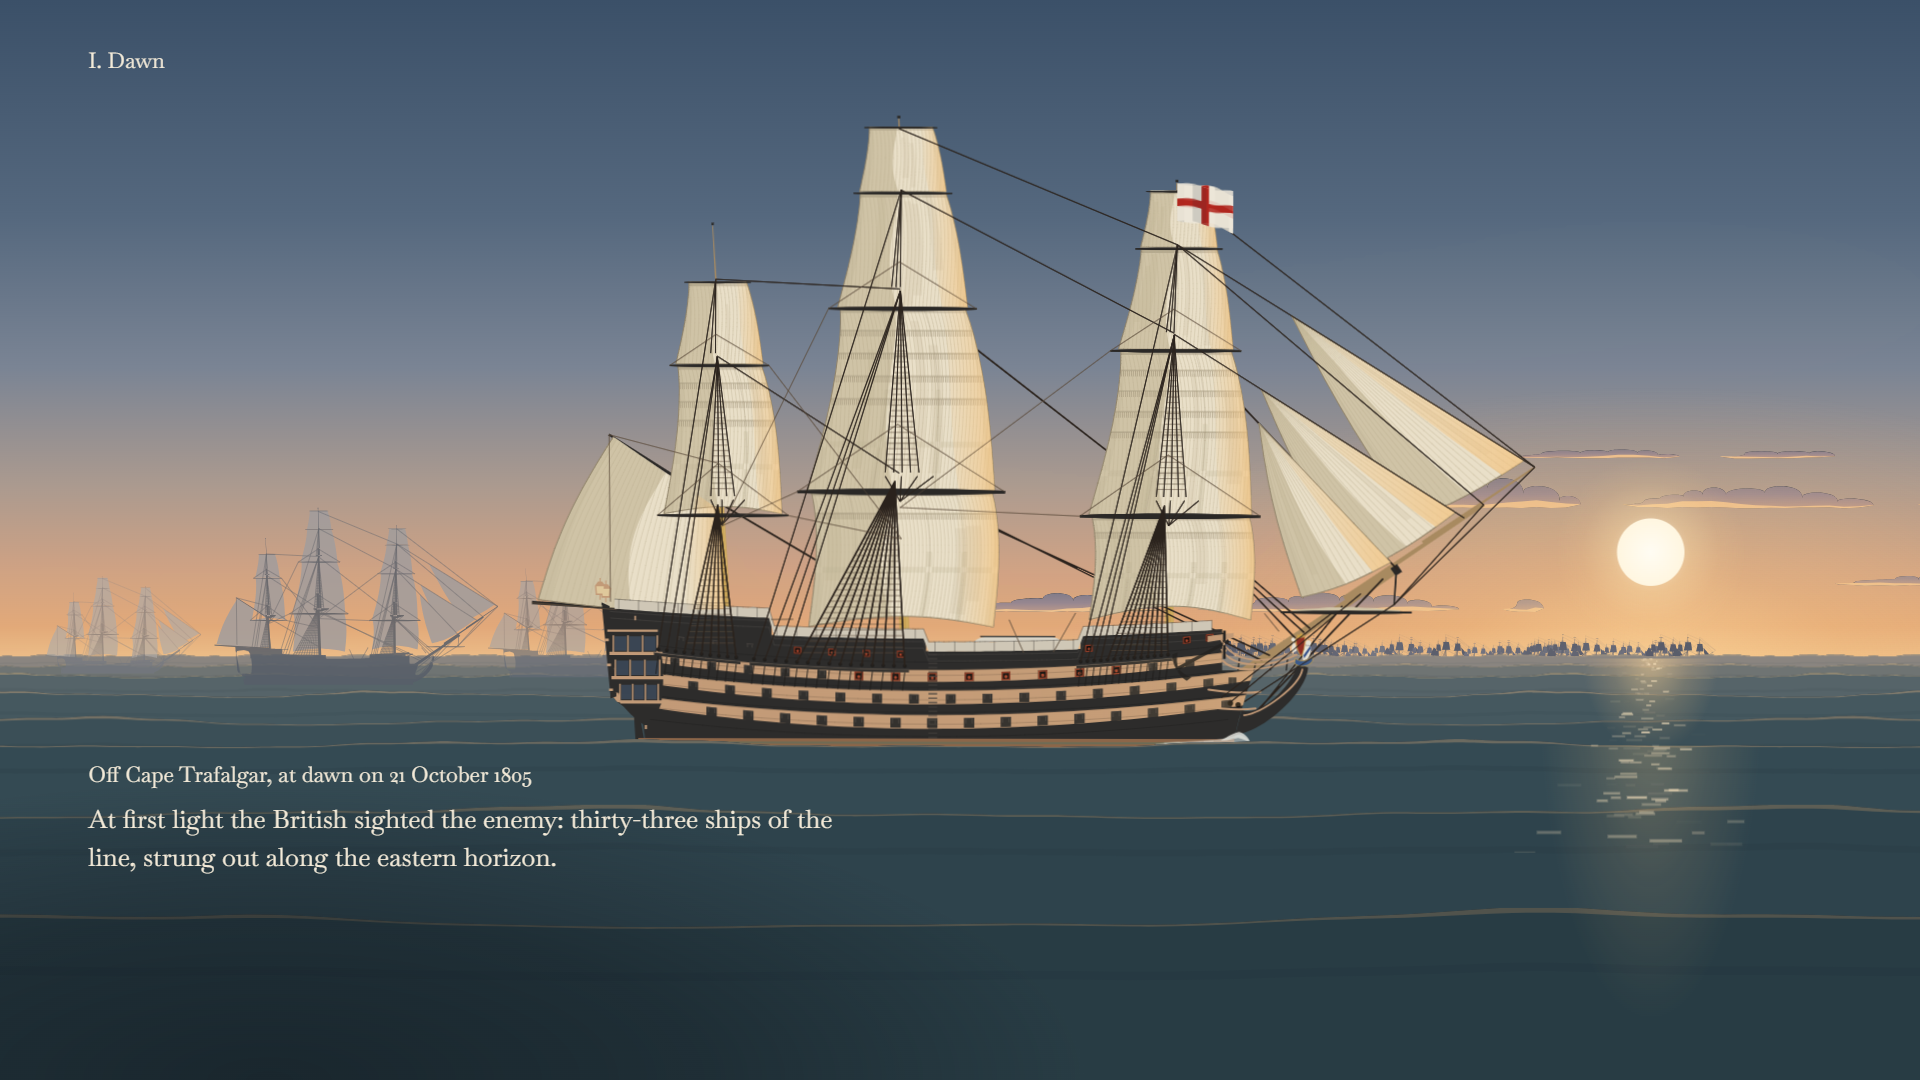 I. Dawn
Off Cape Trafalgar, at dawn on 21 October 1805
At first light the British sighted the enemy: thirty-three ships of the
line, strung out along the eastern horizon.